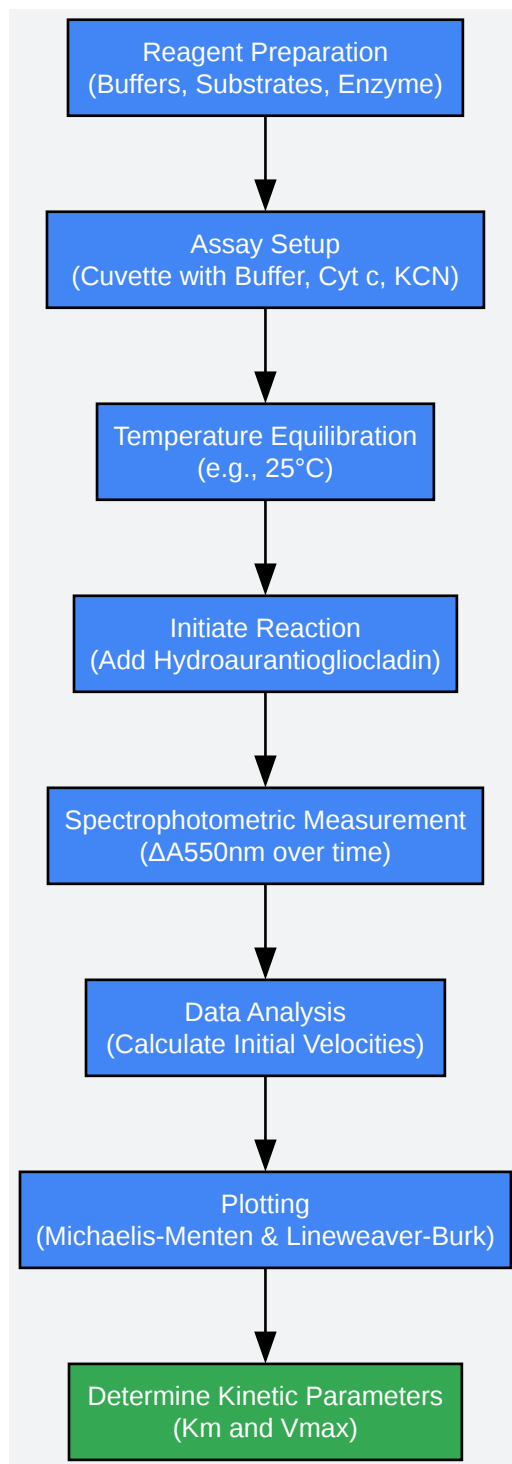 Reagent Preparation
(Buffers, Substrates, Enzyme)
Assay Setup
(Cuvette with Buffer, Cyt c, KCN)
Temperature Equilibration
(e.g., 25°C)
Initiate Reaction
(Add Hydroaurantiogliocladin)
Spectrophotometric Measurement
(ΔA550nm over time)
Data Analysis
(Calculate Initial Velocities)
Plotting
(Michaelis-Menten & Lineweaver-Burk)
Determine Kinetic Parameters
(Km and Vmax)